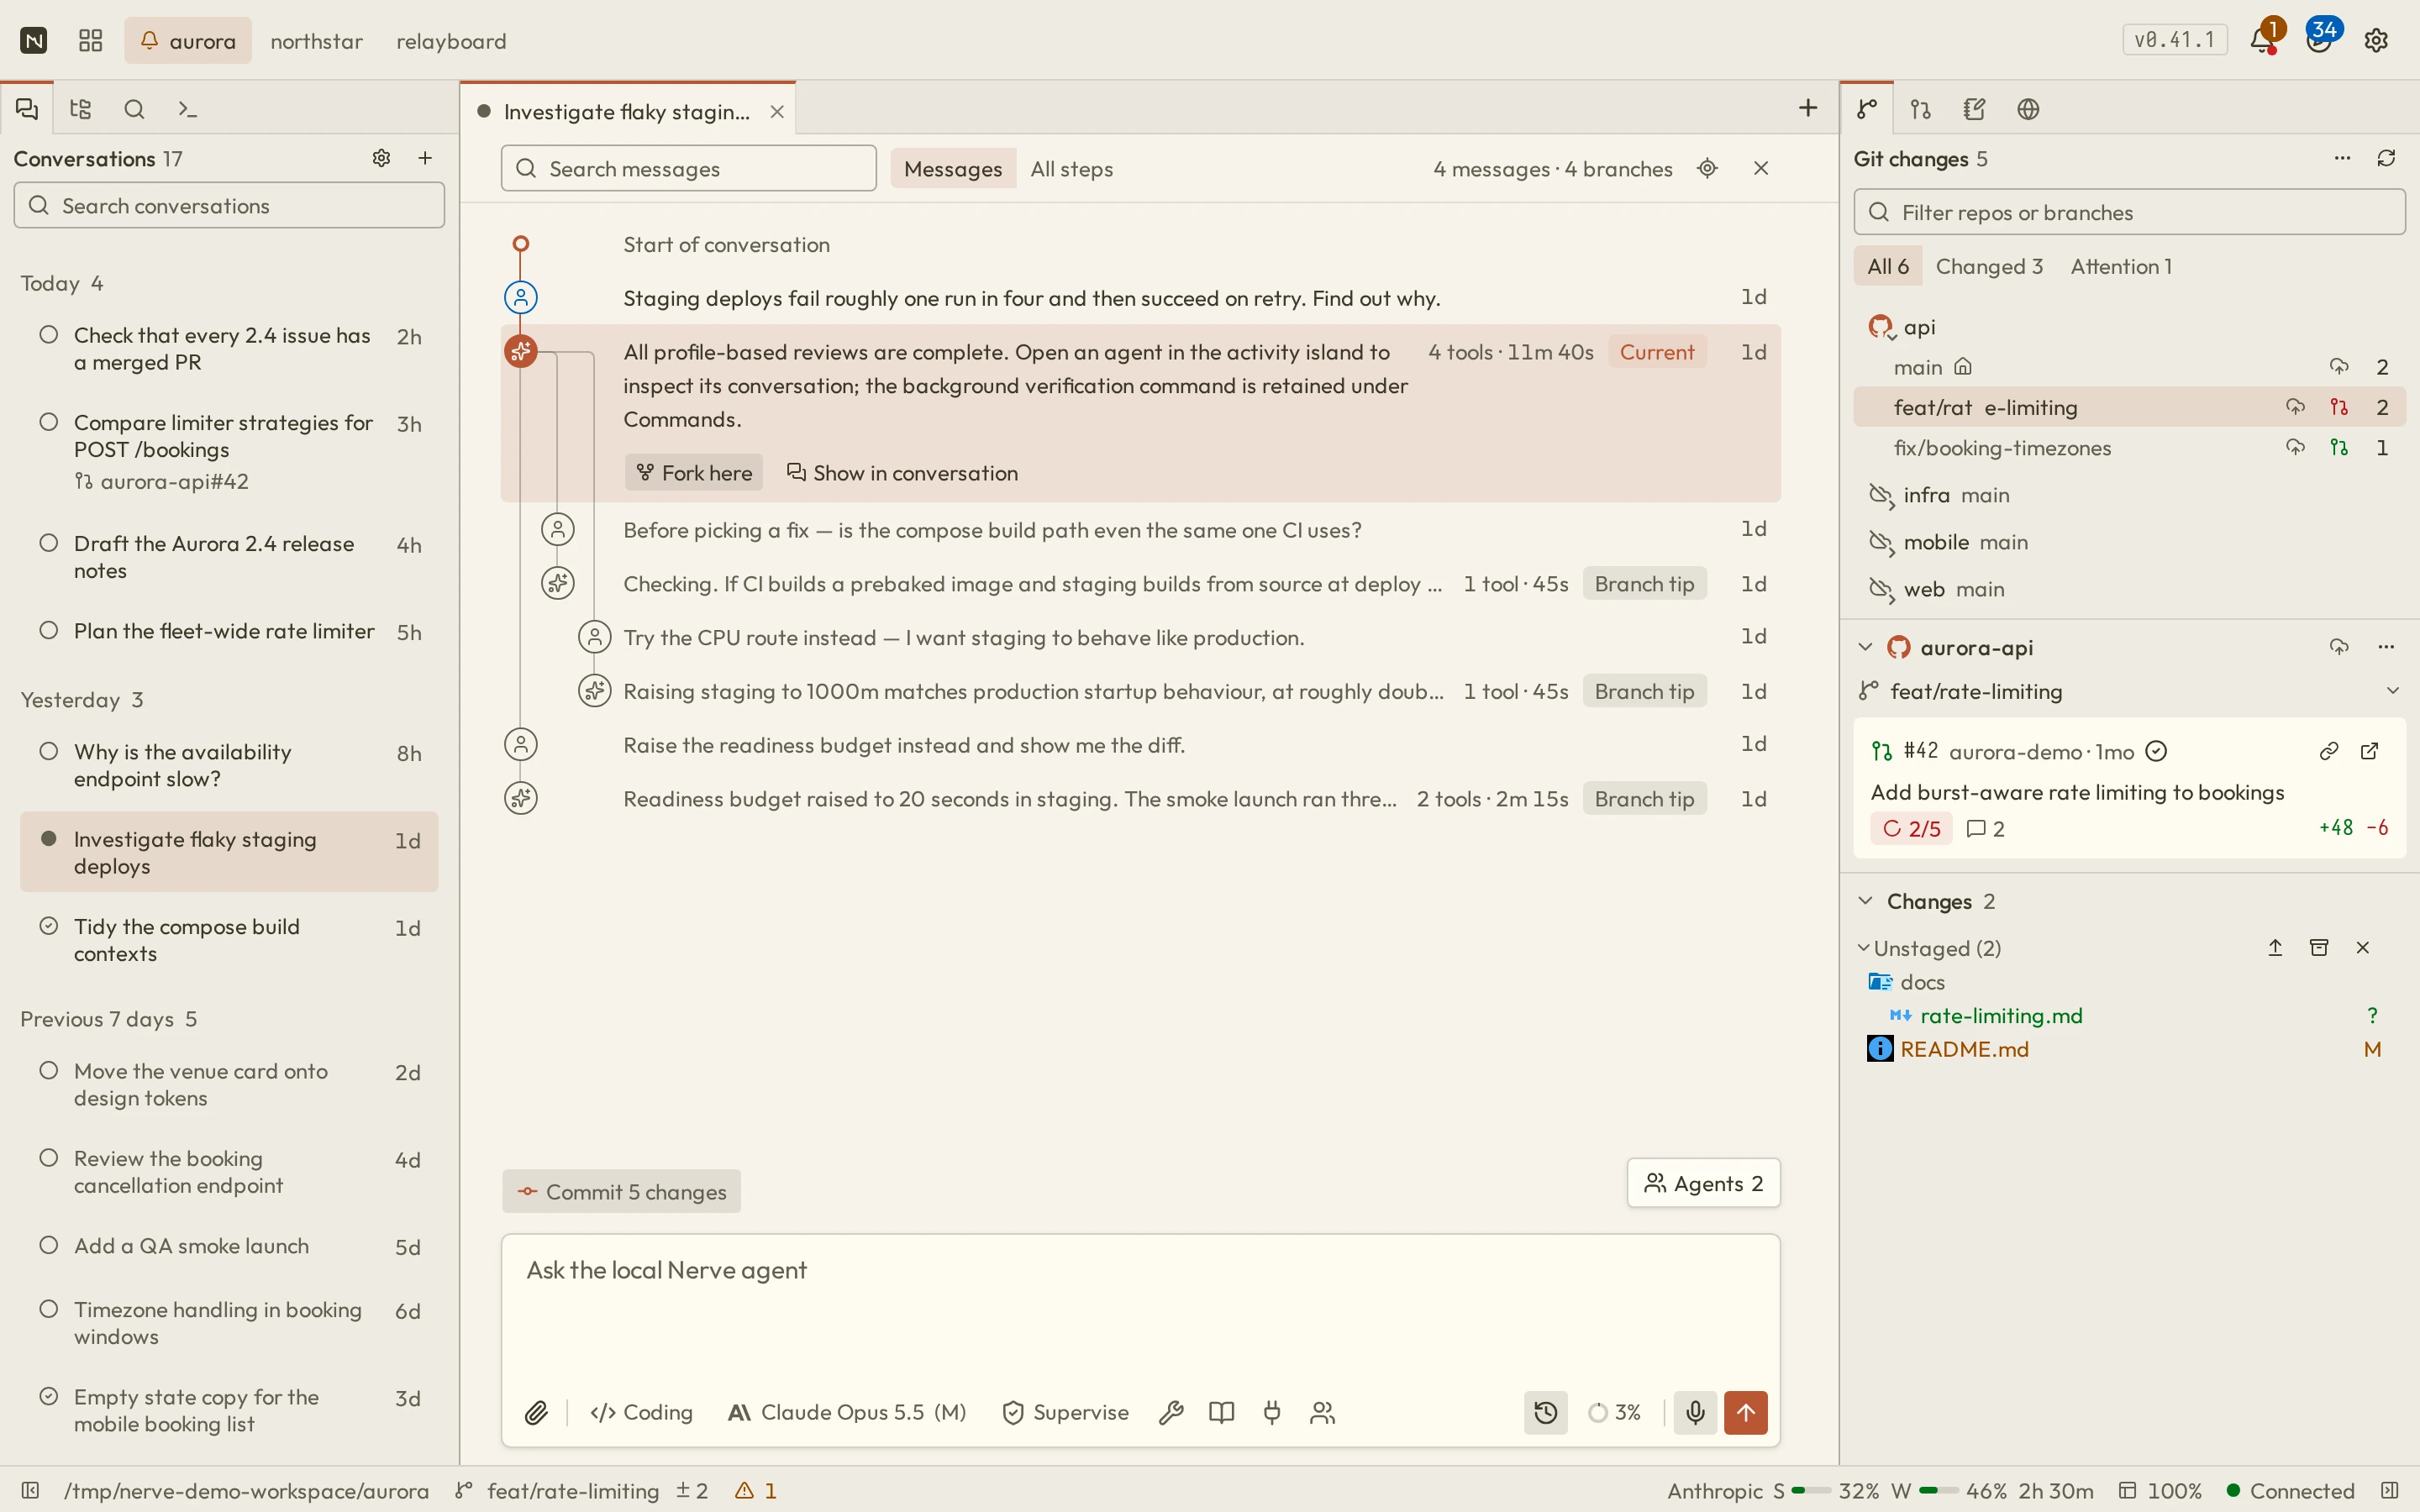 aurora
northstar
relayboard
v0.41.1
1
34
Conversations 17
Search conversations
Today 4
Check that every 2.4 issue has
a merged PR
2h
Compare limiter strategies for
POST /bookings
3h
aurora-api#42
Draft the Aurora 2.4 release
notes
4h
Plan the fleet-wide rate limiter
5h
Yesterday 3
Why is the availability
endpoint slow?
8h
Investigate flaky staging
deploys
1d
Tidy the compose build
contexts
1d
Previous 7 days 5
Move the venue card onto
design tokens
2d
Review the booking
cancellation endpoint
4d
Add a QA smoke launch
5d
Timezone handling in booking
windows
6d
Empty state copy for the
mobile booking list
3d
Investigate flaky stagin...
Search messages
Messages
All steps
4 messages · 4 branches
Start of conversation
Staging deploys fail roughly one run in four and then succeed on retry. Find out why.
1d
All profile-based reviews are complete. Open an agent in the activity island to
inspect its conversation; the background verification command is retained under
Commands.
4 tools · 11m 40s
Current
1d
Fork here
Show in conversation
Before picking a fix — is the compose build path even the same one CI uses?
1d
Checking. If CI builds a prebaked image and staging builds from source at deploy ...
1 tool · 45s
Branch tip
1d
Try the CPU route instead — I want staging to behave like production.
1d
Raising staging to 1000m matches production startup behaviour, at roughly doub...
1 tool · 45s
Branch tip
1d
Raise the readiness budget instead and show me the diff.
1d
Readiness budget raised to 20 seconds in staging. The smoke launch ran thre...
2 tools · 2m 15s
Branch tip
1d
Commit 5 changes
Agents 2
Ask the local Nerve agent
Coding
Claude Opus 5.5 (M)
Supervise
3%
Git changes 5
Filter repos or branches
All 6
Changed 3
Attention 1
api
main
2
feat/rat e-limiting
2
fix/booking-timezones
1
infra main
mobile main
web main
aurora-api
feat/rate-limiting
#42 aurora-demo · 1mo
Add burst-aware rate limiting to bookings
2/5
2
+48 -6
Changes 2
Unstaged (2)
docs
rate-limiting.md
?
README.md
M
/tmp/nerve-demo-workspace/aurora
feat/rate-limiting
± 2
1
Anthropic S 32% W 46% 2h 30m
100%
Connected